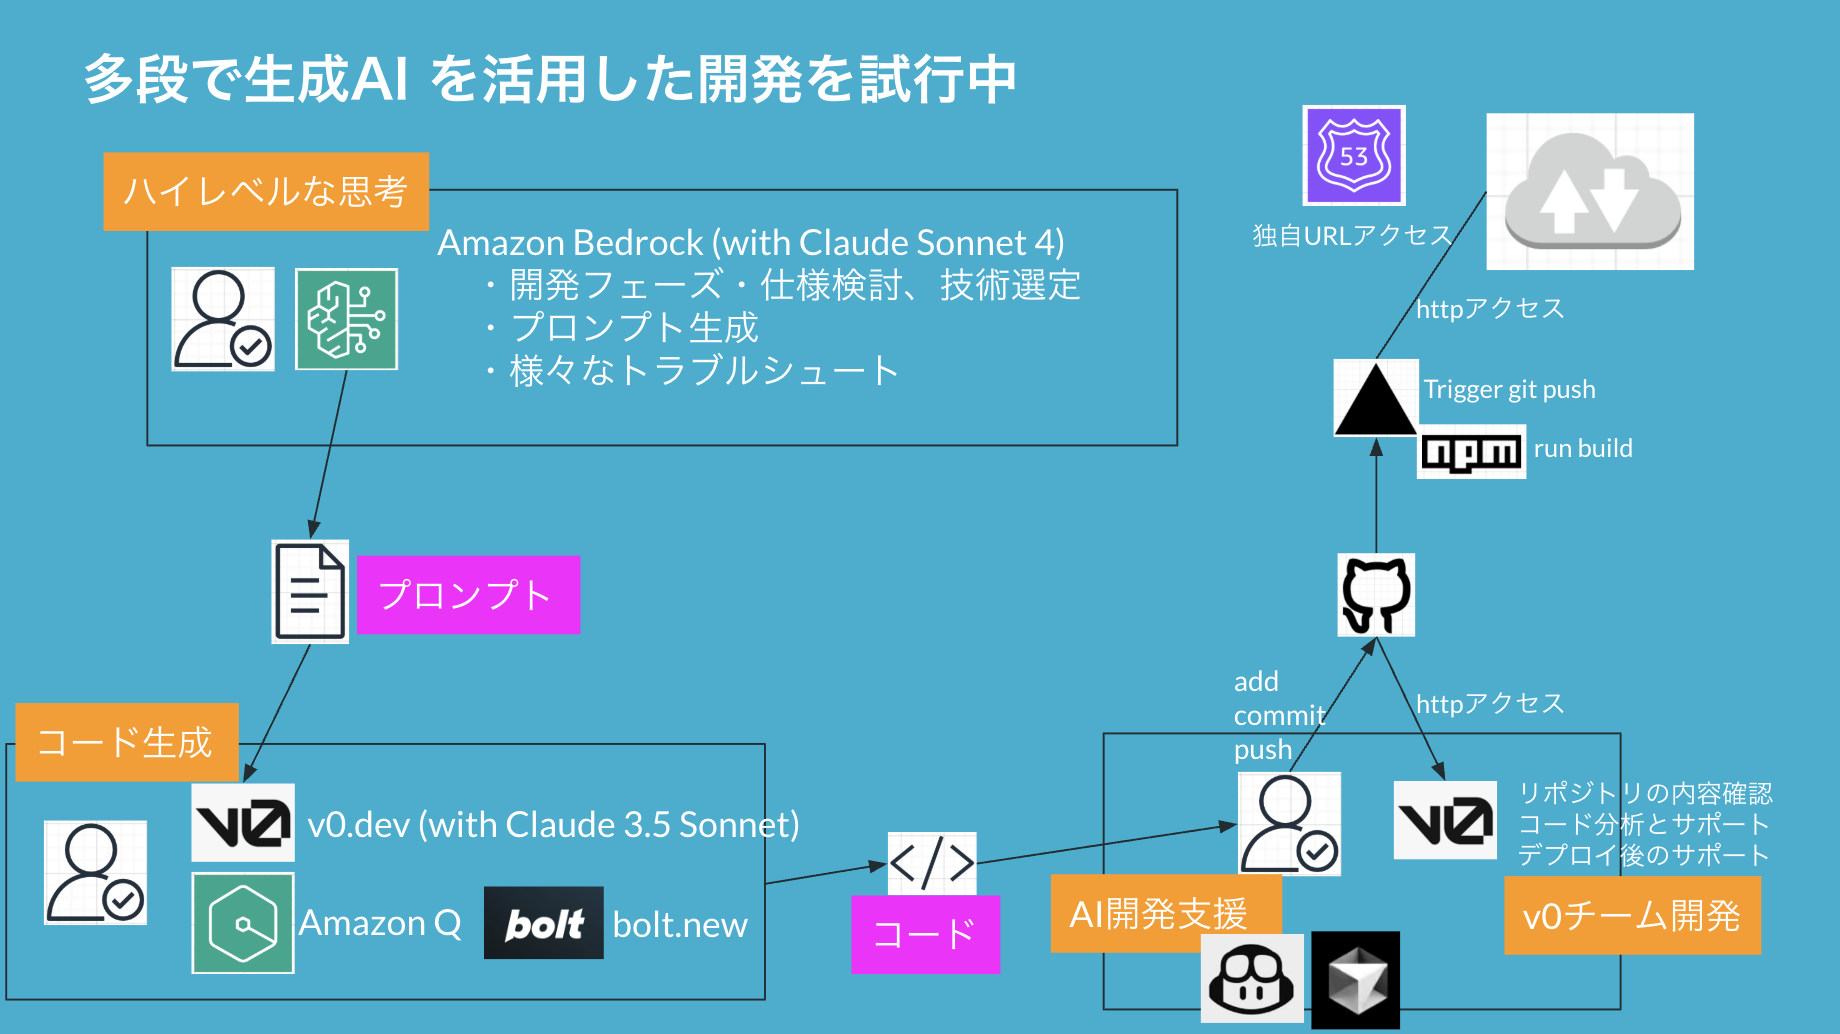 多段で生成AI を活用した開発を試行中
ハイレベルな思考
Amazon Bedrock (with Claude Sonnet 4)
・開発フェーズ・仕様検討、技術選定
・プロンプト生成
・様々なトラブルシュート
プロンプト
コード生成
v0
v0.dev (with Claude 3.5 Sonnet)
Amazon Q
bolt
bolt.new
コード
53
独自URLアクセス
httpアクセス
Trigger git push
npm
run build
add
commit
push
httpアクセス
v0
リポジトリの内容確認
コード分析とサポート
デプロイ後のサポート
AI開発支援
v0チーム開発